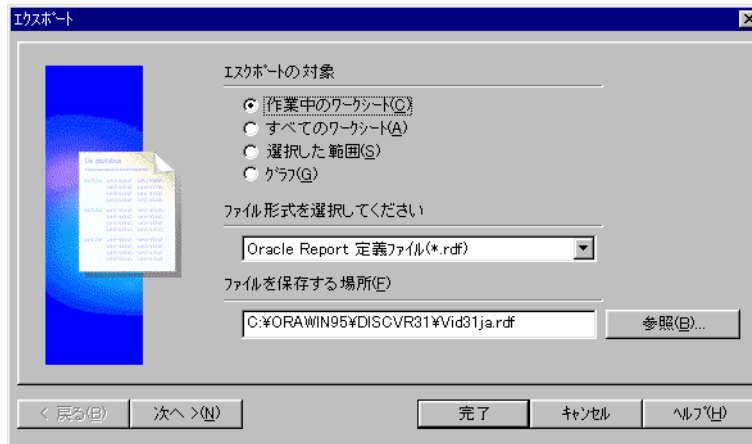 エクスポート
エスクポートの対象
作業中のワークシート(C)
すべてのワークシート(A)
選択した範囲(S)
グラフ(G)
ファイル形式を選択してください
Oracle Report 定義ファイル(*.rdf)
ファイルを保存する場所(F)
C:¥ORAWIN95¥DISCVR31¥Vid31ja.rdf
参照(B)...
< 戻る(B) 次へ >(N) 完了 キャンセル ヘルプ(H)